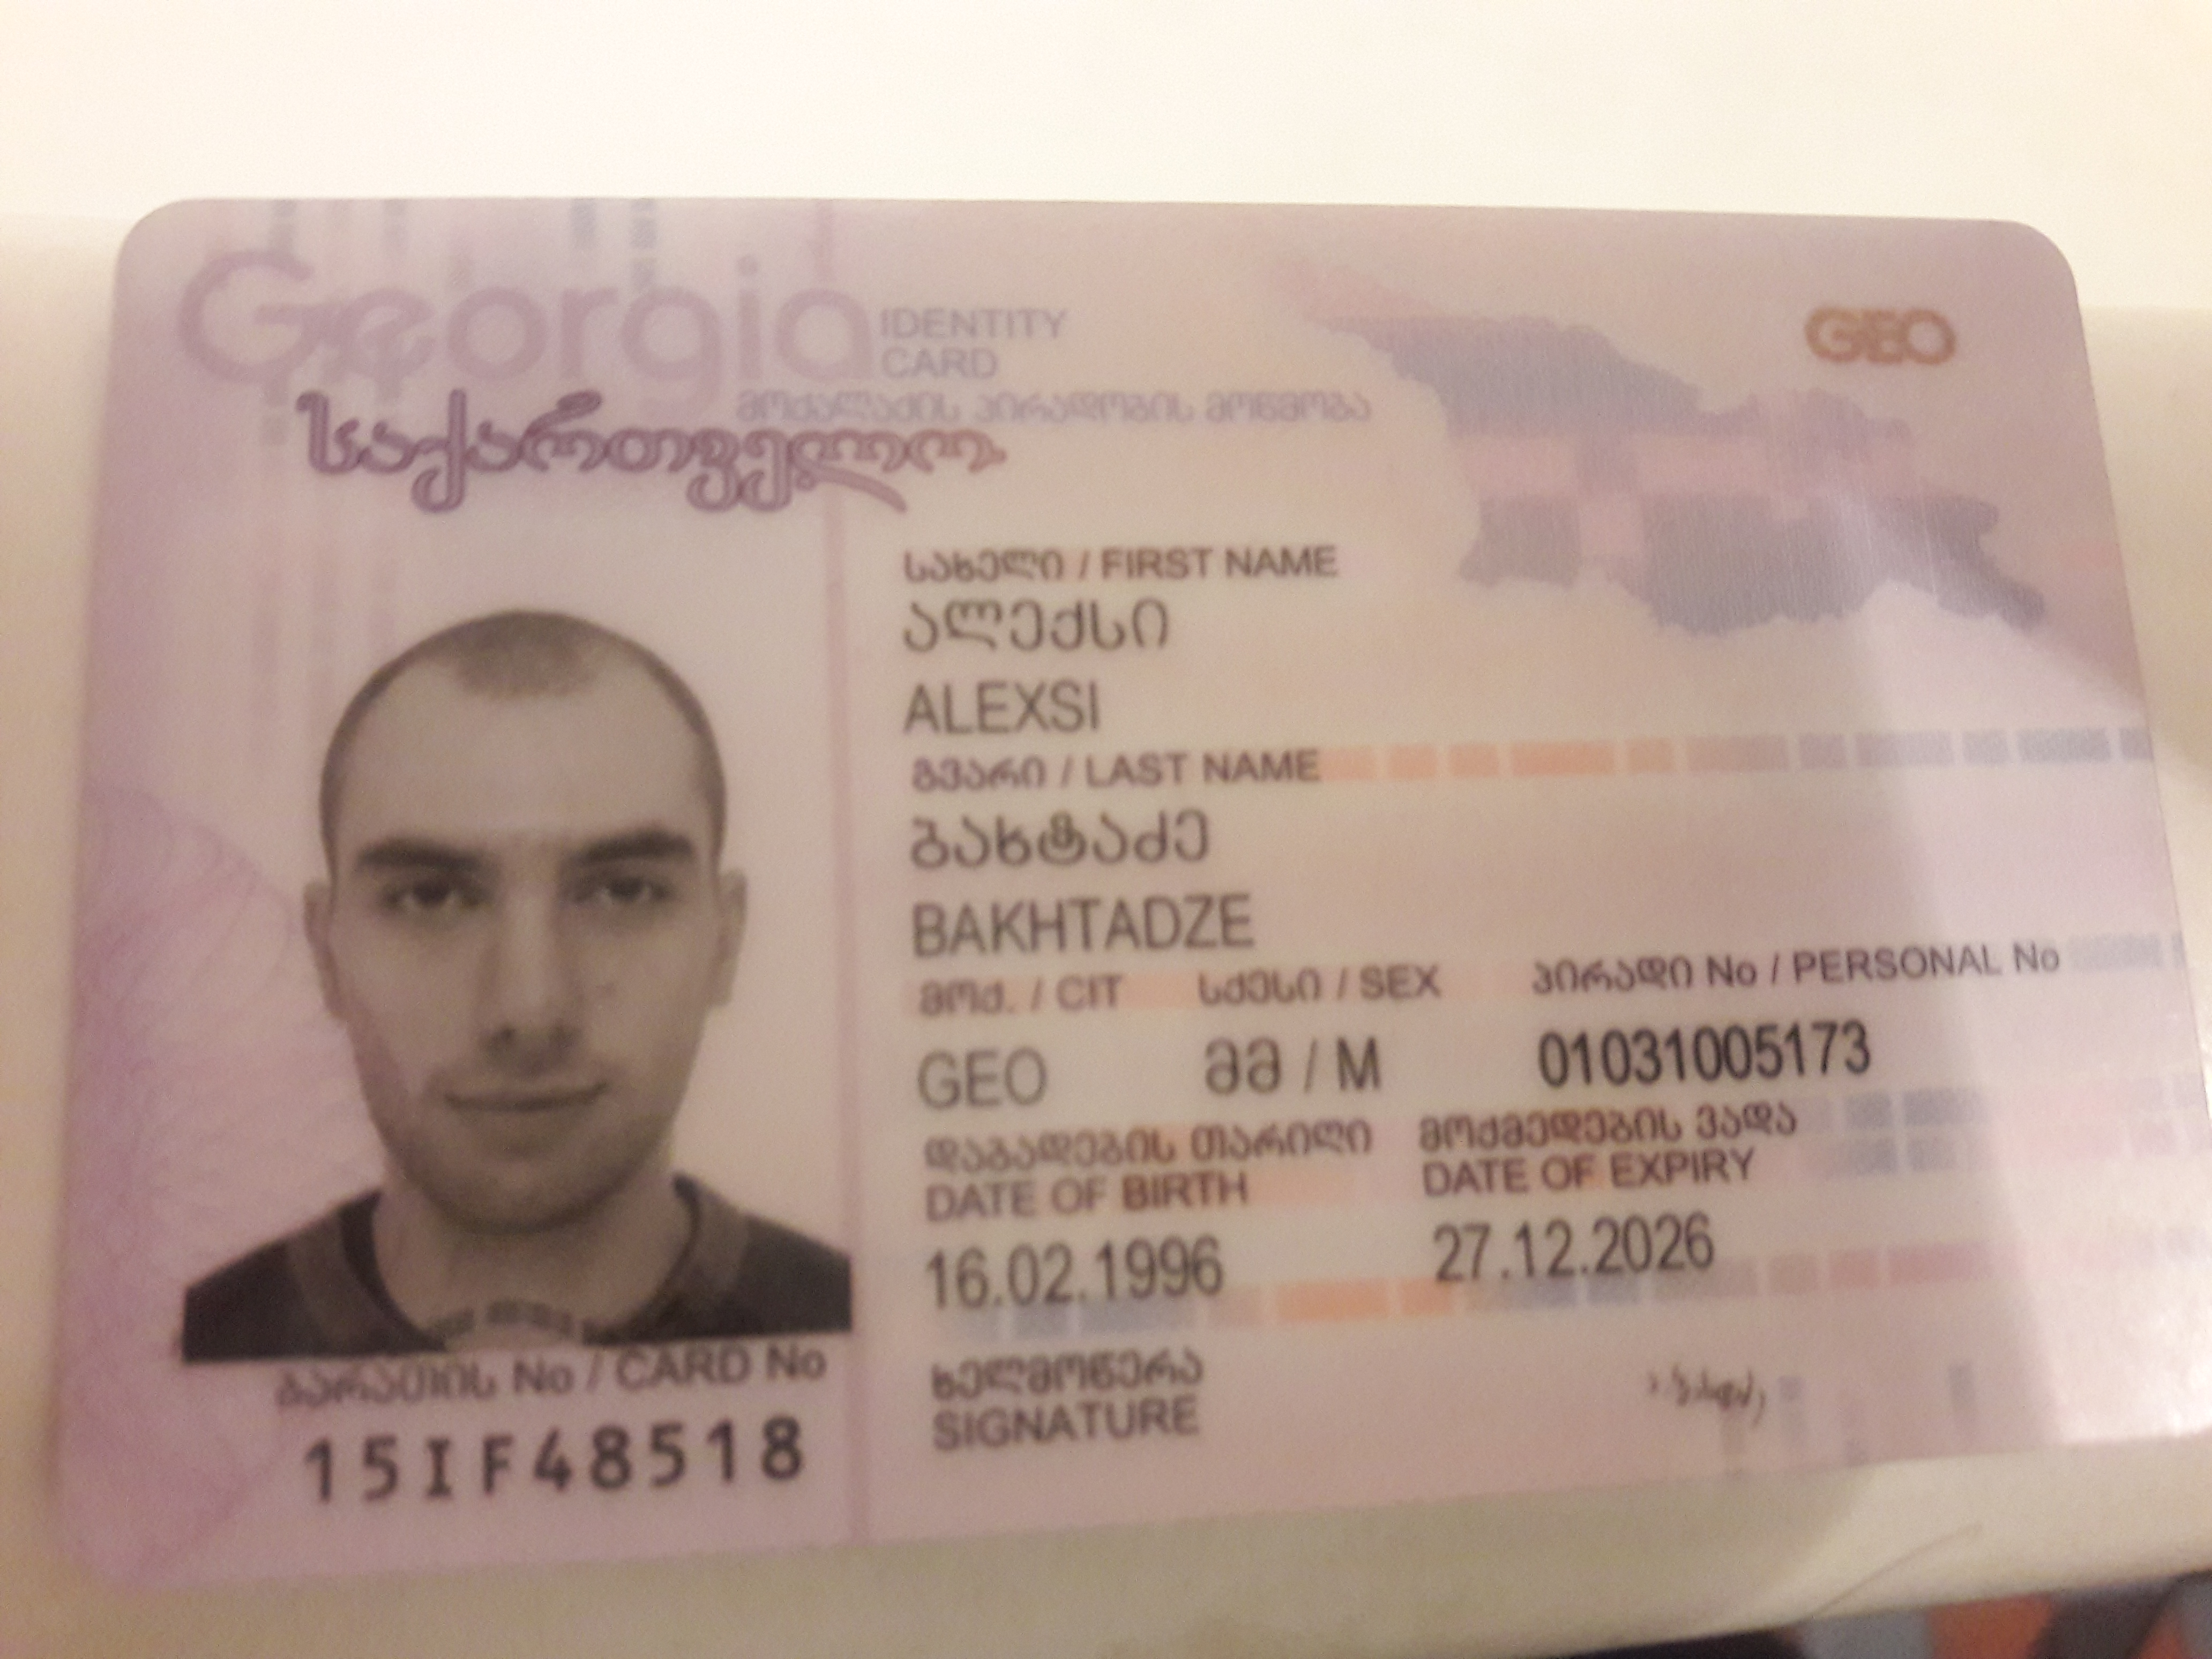 Georgia IDENTITY
CARD
მოქალაქის პირადობის მოწმობა
საქართველო
GEO
სახელი / FIRST NAME
ალექსი
ALEXSI
გვარი / LAST NAME
ბახტაძე
BAKHTADZE
მოქ. / CIT სქესი / SEX პირადი No / PERSONAL No
GEO მმ / M 01031005173
დაბადების თარიღი მოქმედების ვადა
DATE OF BIRTH DATE OF EXPIRY
16.02.1996 27.12.2026
ბარათის No / CARD No
15IF48518
ხელმოწერა
SIGNATURE